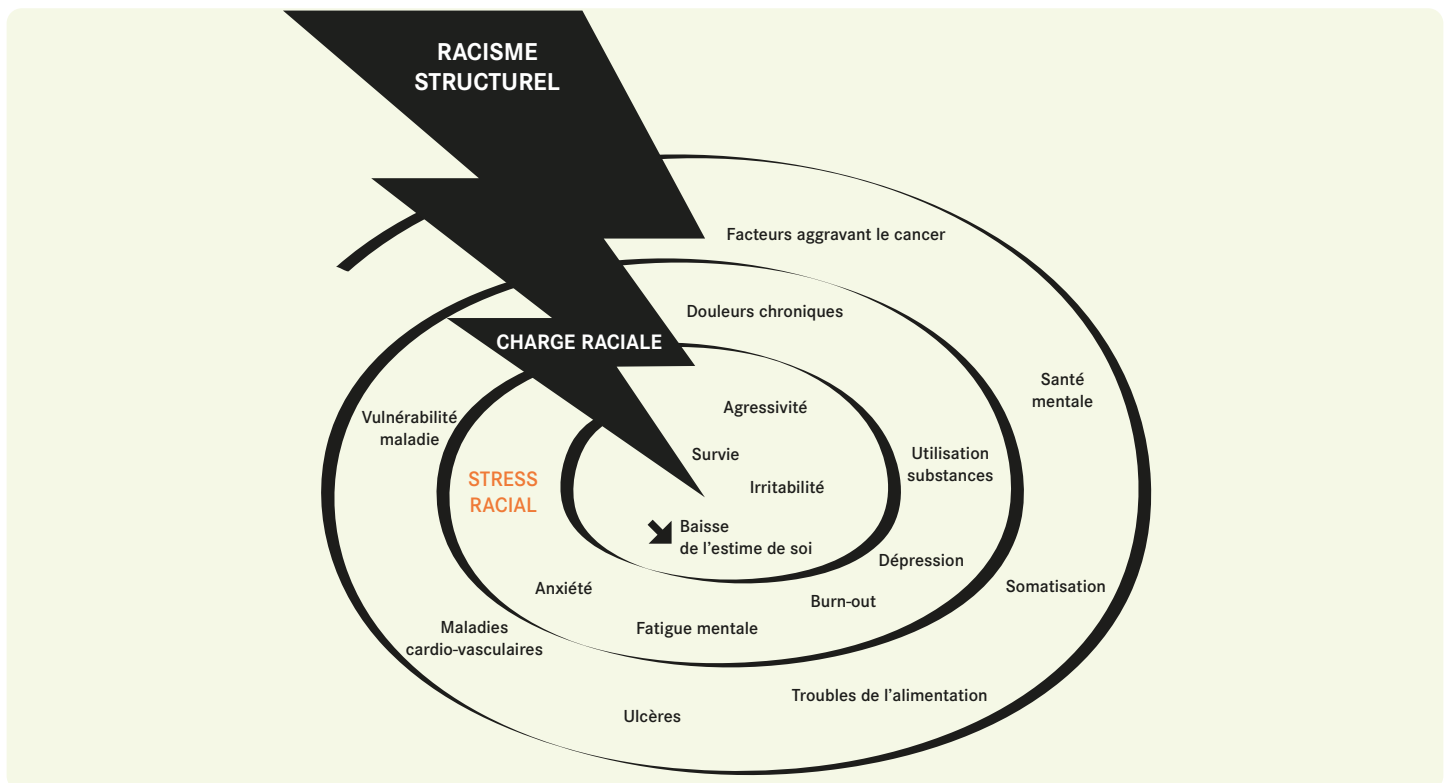 RACISME
STRUCTUREL
Facteurs aggravant le cancer
Douleurs chroniques
CHARGE RACIALE
Santé
mentale
Agressivité
Vulnérabilité
maladie
Survie
Utilisation
substances
STRESS
RACIAL
Irritabilité
Baisse
de l’estime de soi
Dépression
Anxiété
Burn-out
Somatisation
Fatigue mentale
Maladies
cardio-vasculaires
Troubles de l’alimentation
Ulcères